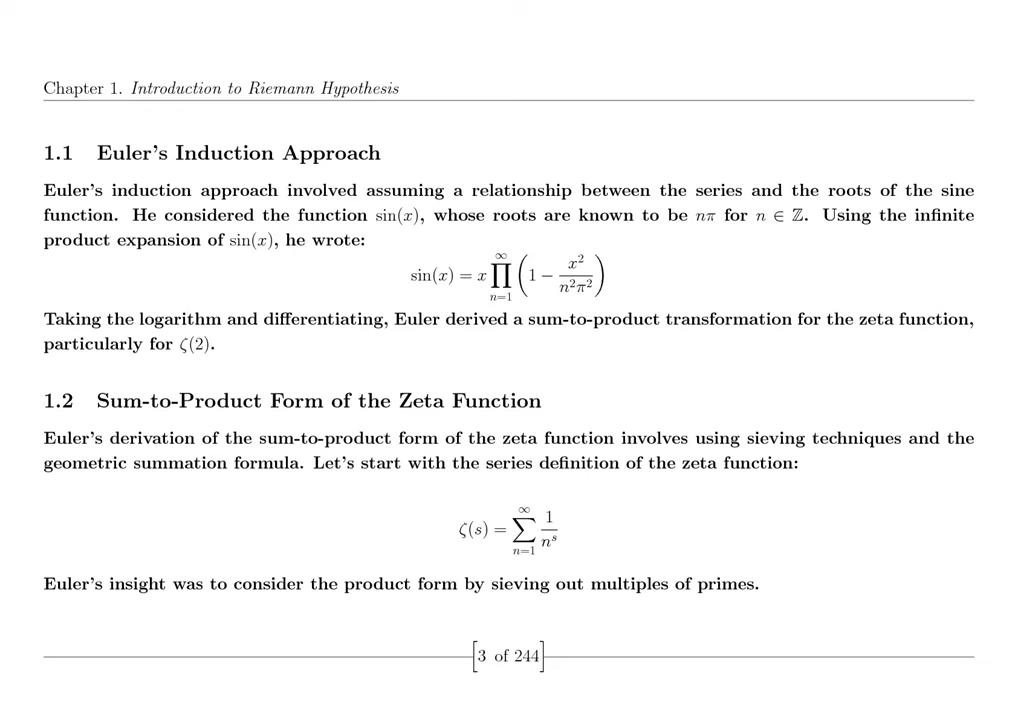 Chapter 1. Introduction to Riemann Hypothesis
1.1 Euler's Induction Approach
Euler's induction approach involved assuming a relationship between the series and the roots of the sine
function. He considered the function sin(x), whose roots are known to be nπ for n ∈ ℤ. Using the infinite
product expansion of sin(x), he wrote:
sin(x) = x ∏_{n=1}^{∞} (1 − x²/(n²π²))
Taking the logarithm and differentiating, Euler derived a sum-to-product transformation for the zeta function,
particularly for ζ(2).
1.2 Sum-to-Product Form of the Zeta Function
Euler's derivation of the sum-to-product form of the zeta function involves using sieving techniques and the
geometric summation formula. Let's start with the series definition of the zeta function:
ζ(s) = ∑_{n=1}^{∞} 1/n^s
Euler's insight was to consider the product form by sieving out multiples of primes.
[3 of 244]